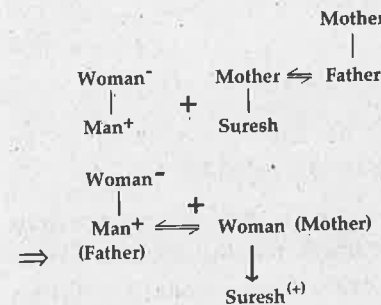 Mother
Woman⁻ Mother ⇌ Father
+
Man⁺ Suresh
Woman⁻
+
⇒ Man⁺ ⇌ Woman (Mother)
(Father)
Suresh⁽⁺⁾